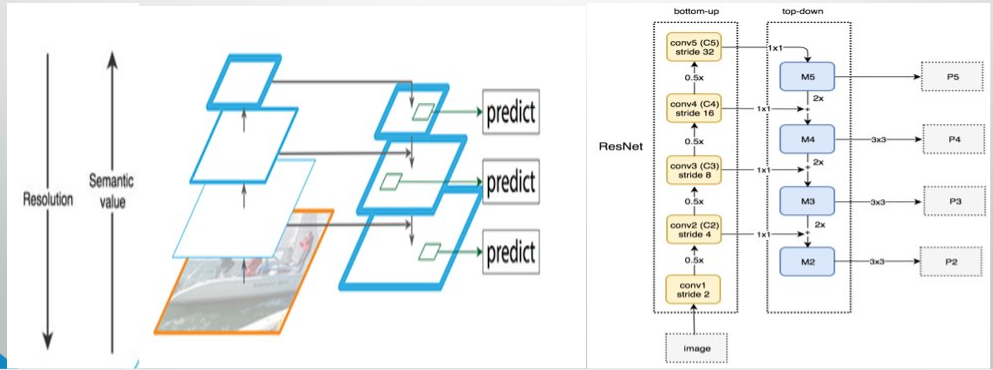 Resolution
Semantic
value
predict
predict
predict
bottom-up
top-down
ResNet
conv5 (C5)
stride 32
0.5x
conv4 (C4)
stride 16
0.5x
conv3 (C3)
stride 8
0.5x
conv2 (C2)
stride 4
0.5x
conv1
stride 2
image
1x1
1x1
1x1
1x1
M5
2x
+
M4
2x
+
M3
2x
+
M2
3x3
3x3
3x3
P5
P4
P3
P2